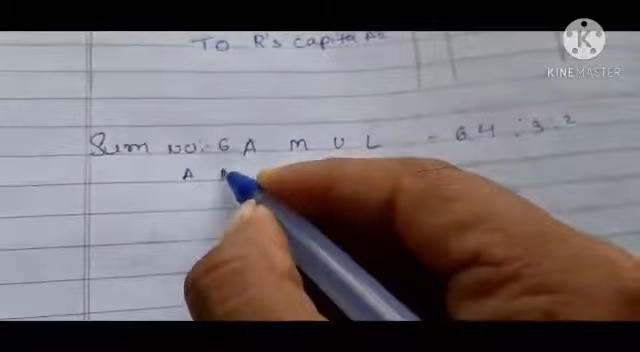 To R's capital A/c
KINEMASTER
Sum No:- 6 A M U L - 6 4 : 3 : 2
A